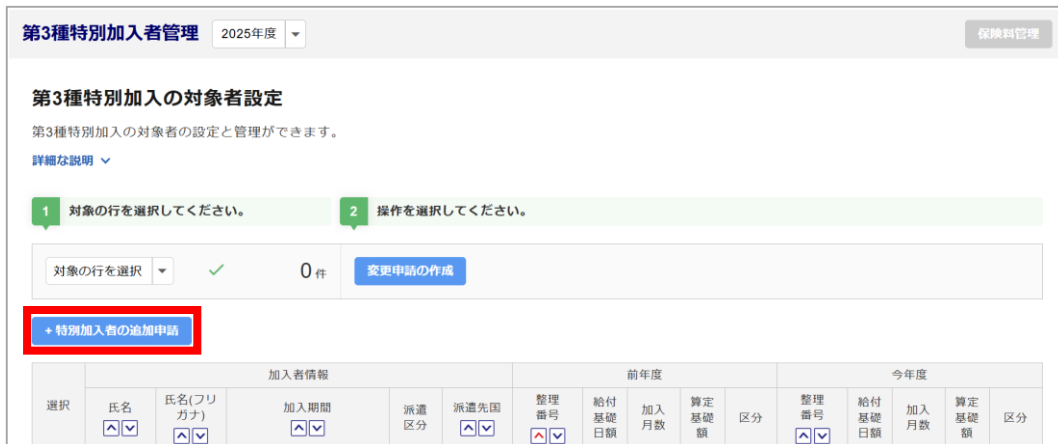 第3種特別加入者管理 2025年度 保険料管理
第3種特別加入の対象者設定
第3種特別加入の対象者の設定と管理ができます。
詳細な説明
1 対象の行を選択してください。 2 操作を選択してください。
対象の行を選択 0 件 変更申請の作成
+ 特別加入者の追加申請
選択 加入者情報 前年度 今年度
氏名 氏名(フリガナ) 加入期間 派遣区分 派遣先国 整理番号 給付基礎日額 加入月数 算定基礎額 区分 整理番号 給付基礎日額 加入月数 算定基礎額 区分